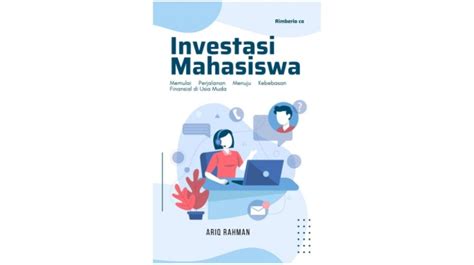 Rimberio co
Investasi
Mahasiswa
Memulai Perjalanan Menuju Kebebasan
Finansial di Usia Muda
ARIQ RAHMAN